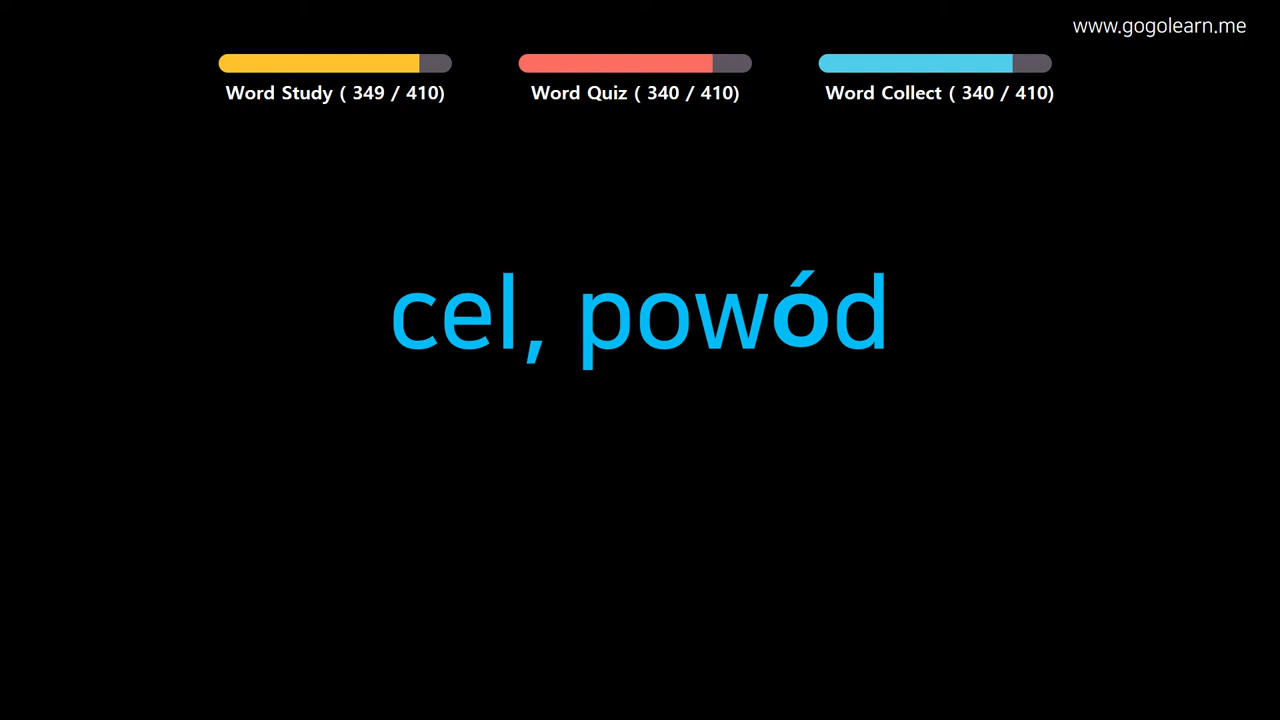 www.gogolearn.me
Word Study ( 349 / 410)
Word Quiz ( 340 / 410)
Word Collect ( 340 / 410)
cel, powód